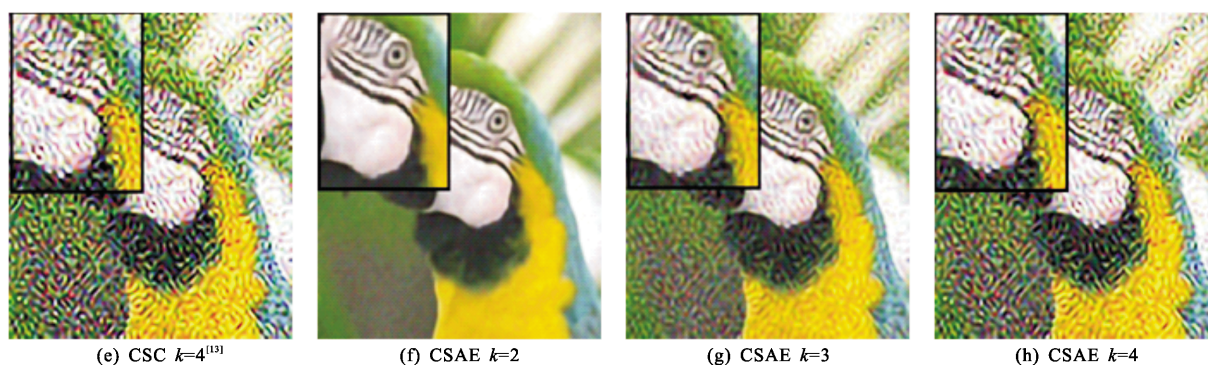 (e) CSC k=4[13]
(f) CSAE k=2
(g) CSAE k=3
(h) CSAE k=4